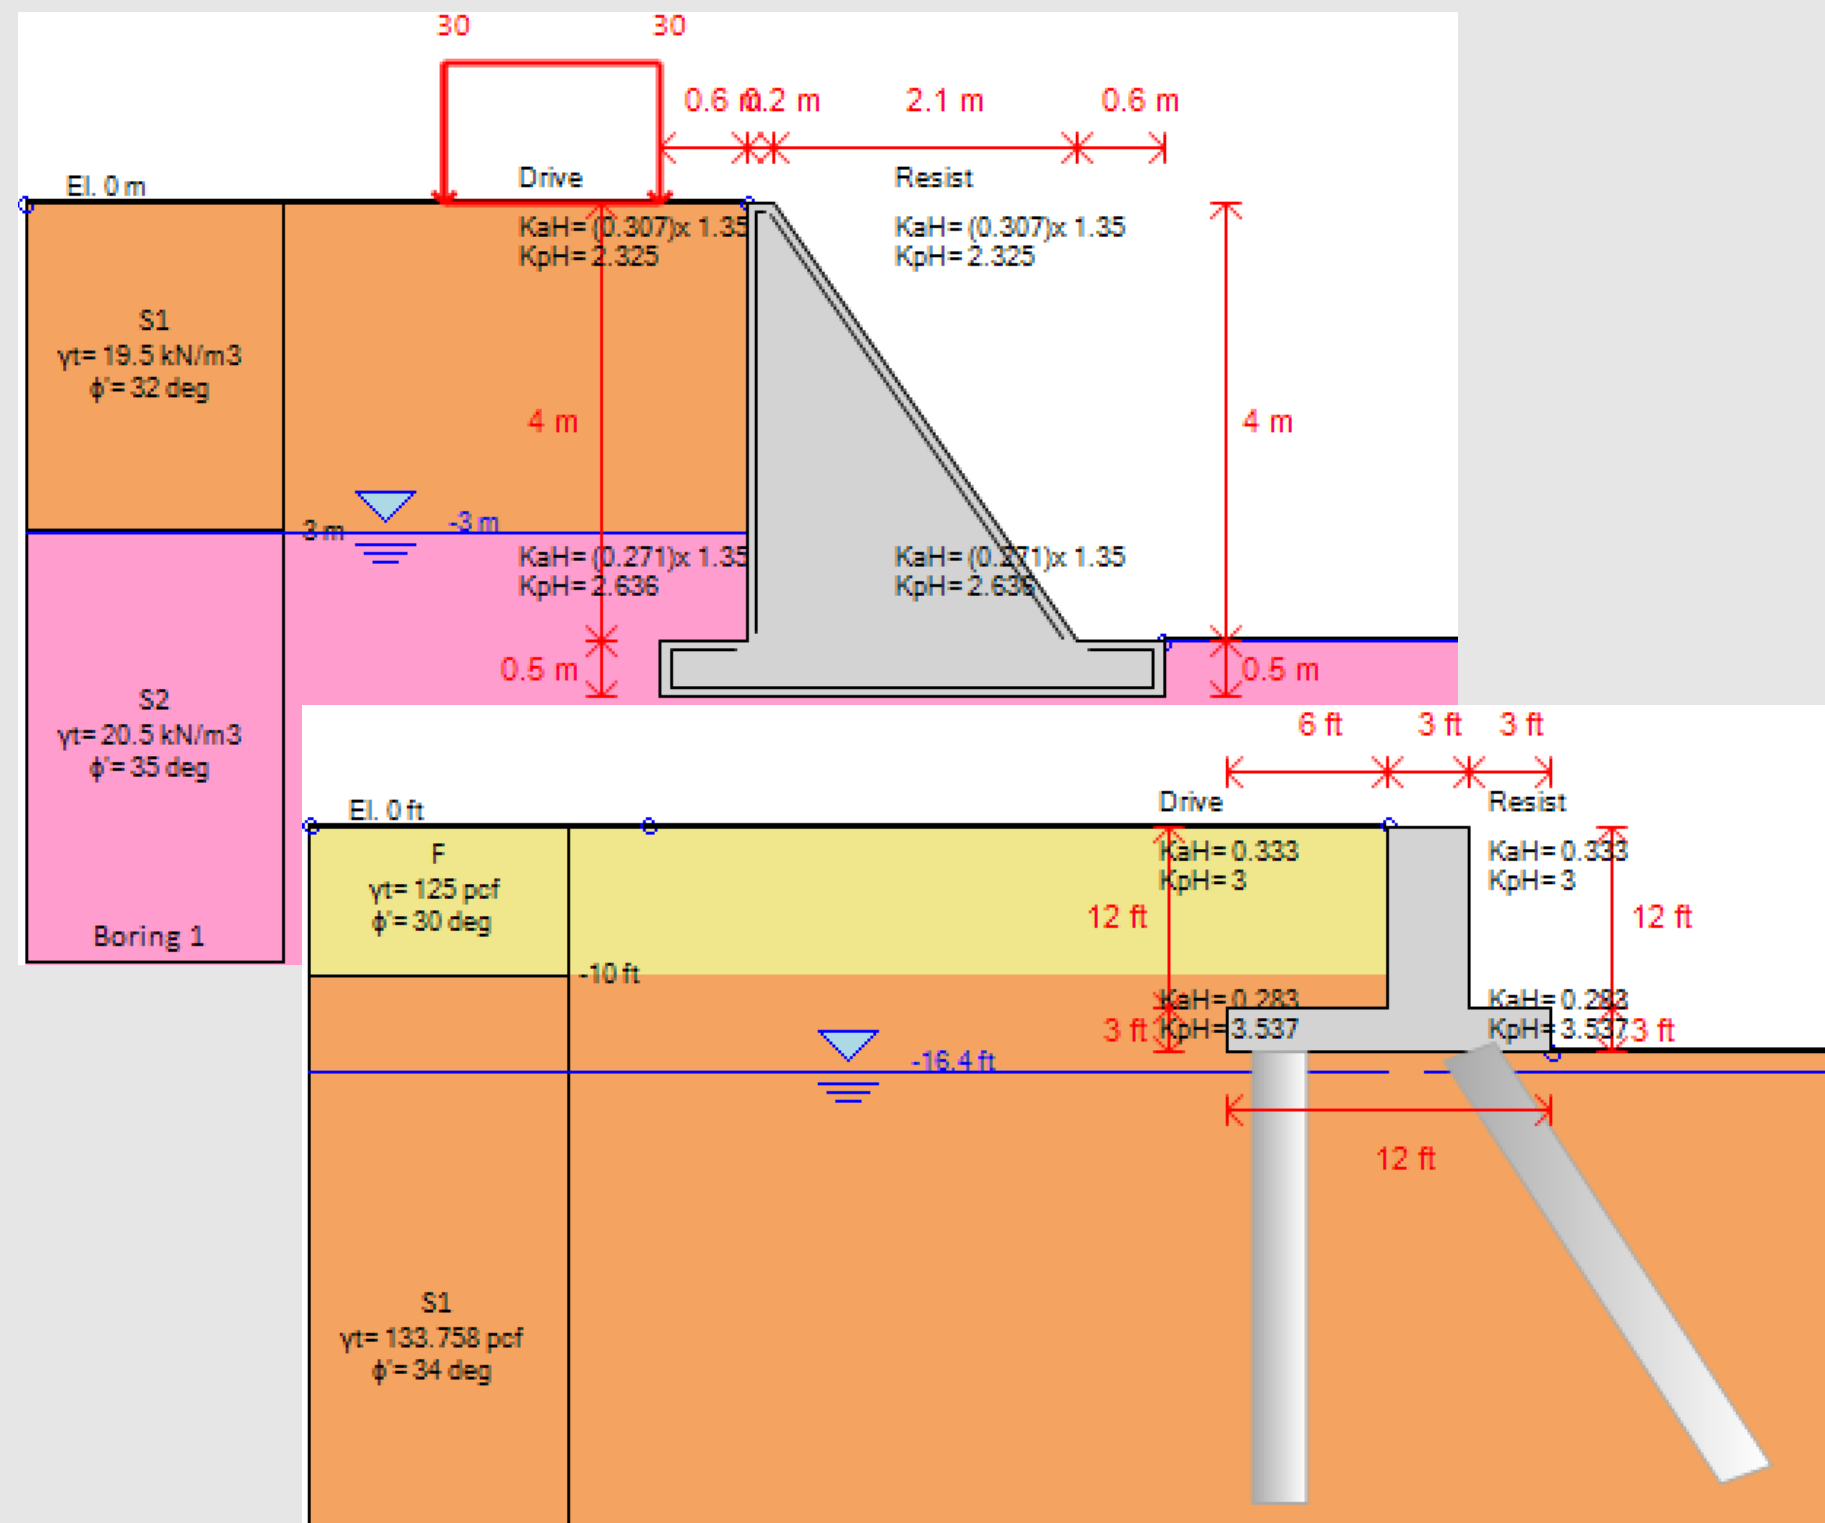 30 30
0.6 m 0.2 m 2.1 m 0.6 m
Drive Resist
El. 0 m
KaH= (0.307)x 1.35 KaH= (0.307)x 1.35
KpH= 2.325 KpH= 2.325
S1
γt= 19.5 kN/m3
ϕ'= 32 deg
4 m 4 m
-3 m -3 m
KaH= (0.271)x 1.35 KaH= (0.271)x 1.35
KpH= 2.636 KpH= 2.636
0.5 m 0.5 m
S2
γt= 20.5 kN/m3
ϕ'= 35 deg
Boring 1
6 ft 3 ft 3 ft
Drive Resist
El. 0 ft
F
γt= 125 pcf
ϕ'= 30 deg
KaH= 0.333 KaH= 0.333
KpH= 3 KpH= 3
12 ft 12 ft
-10 ft
KaH= 0.283 KaH= 0.283
3 ft KpH= 3.537 KpH= 3.537 3 ft
-16.4 ft
12 ft
S1
γt= 133.758 pcf
ϕ'= 34 deg